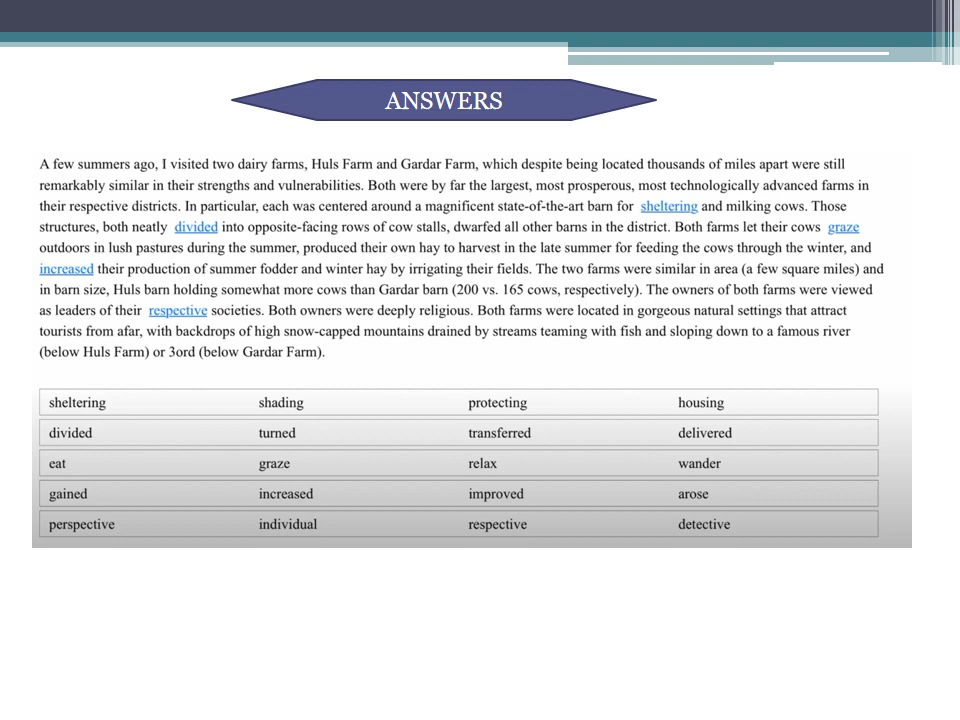 ANSWERS
A few summers ago, I visited two dairy farms, Huls Farm and Gardar Farm, which despite being located thousands of miles apart were still
remarkably similar in their strengths and vulnerabilities. Both were by far the largest, most prosperous, most technologically advanced farms in
their respective districts. In particular, each was centered around a magnificent state-of-the-art barn for sheltering and milking cows. Those
structures, both neatly divided into opposite-facing rows of cow stalls, dwarfed all other barns in the district. Both farms let their cows graze
outdoors in lush pastures during the summer, produced their own hay to harvest in the late summer for feeding the cows through the winter, and
increased their production of summer fodder and winter hay by irrigating their fields. The two farms were similar in area (a few square miles) and
in barn size, Huls barn holding somewhat more cows than Gardar barn (200 vs. 165 cows, respectively). The owners of both farms were viewed
as leaders of their respective societies. Both owners were deeply religious. Both farms were located in gorgeous natural settings that attract
tourists from afar, with backdrops of high snow-capped mountains drained by streams teaming with fish and sloping down to a famous river
(below Huls Farm) or 3ord (below Gardar Farm).
sheltering shading protecting housing
divided turned transferred delivered
eat graze relax wander
gained increased improved arose
perspective individual respective detective